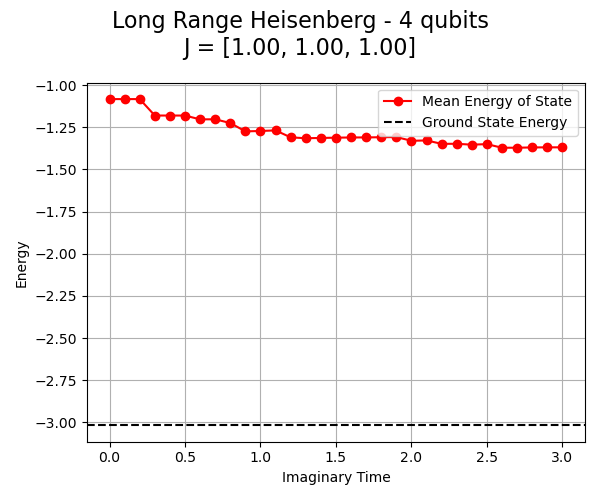 Long Range Heisenberg - 4 qubits
J = [1.00, 1.00, 1.00]
Mean Energy of State
Ground State Energy
Energy
−1.00
−1.25
−1.50
−1.75
−2.00
−2.25
−2.50
−2.75
−3.00
0.0 0.5 1.0 1.5 2.0 2.5 3.0
Imaginary Time